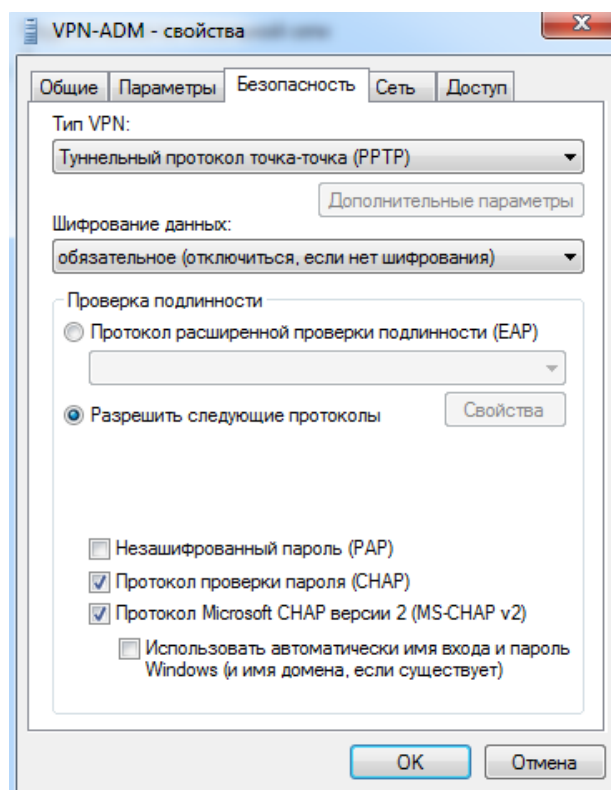 VPN-ADM - свойства
Общие Параметры Безопасность Сеть Доступ
Тип VPN:
Туннельный протокол точка-точка (PPTP)
Дополнительные параметры
Шифрование данных:
обязательное (отключиться, если нет шифрования)
Проверка подлинности
Протокол расширенной проверки подлинности (EAP)
Разрешить следующие протоколы
Свойства
Незашифрованный пароль (PAP)
Протокол проверки пароля (CHAP)
Протокол Microsoft CHAP версии 2 (MS-CHAP v2)
Использовать автоматически имя входа и пароль
Windows (и имя домена, если существует)
OK Отмена